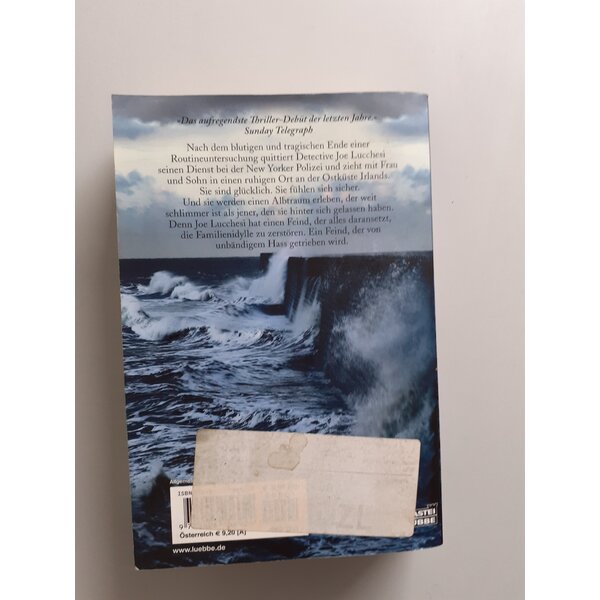 »Das aufregendste Thriller-Debüt der letzten Jahre.«
Sunday Telegraph
Nach dem blutigen und tragischen Ende einer
Routineuntersuchung quittiert Detective Joe Lucchesi
seinen Dienst bei der New Yorker Polizei und zieht mit Frau
und Sohn in einen ruhigen Ort an der Ostküste Irlands.
Sie sind glücklich. Sie fühlen sich sicher.
Und sie werden einen Albtraum erleben, der weit
schlimmer ist als jener, den sie hinter sich gelassen haben.
Denn Joe Lucchesi hat einen Feind, der alles daransetzt,
die Familienidylle zu zerstören. Ein Feind, der von
unbändigem Hass getrieben wird.
ISBN
9
Österreich € 9,20 [A]
www.luebbe.de